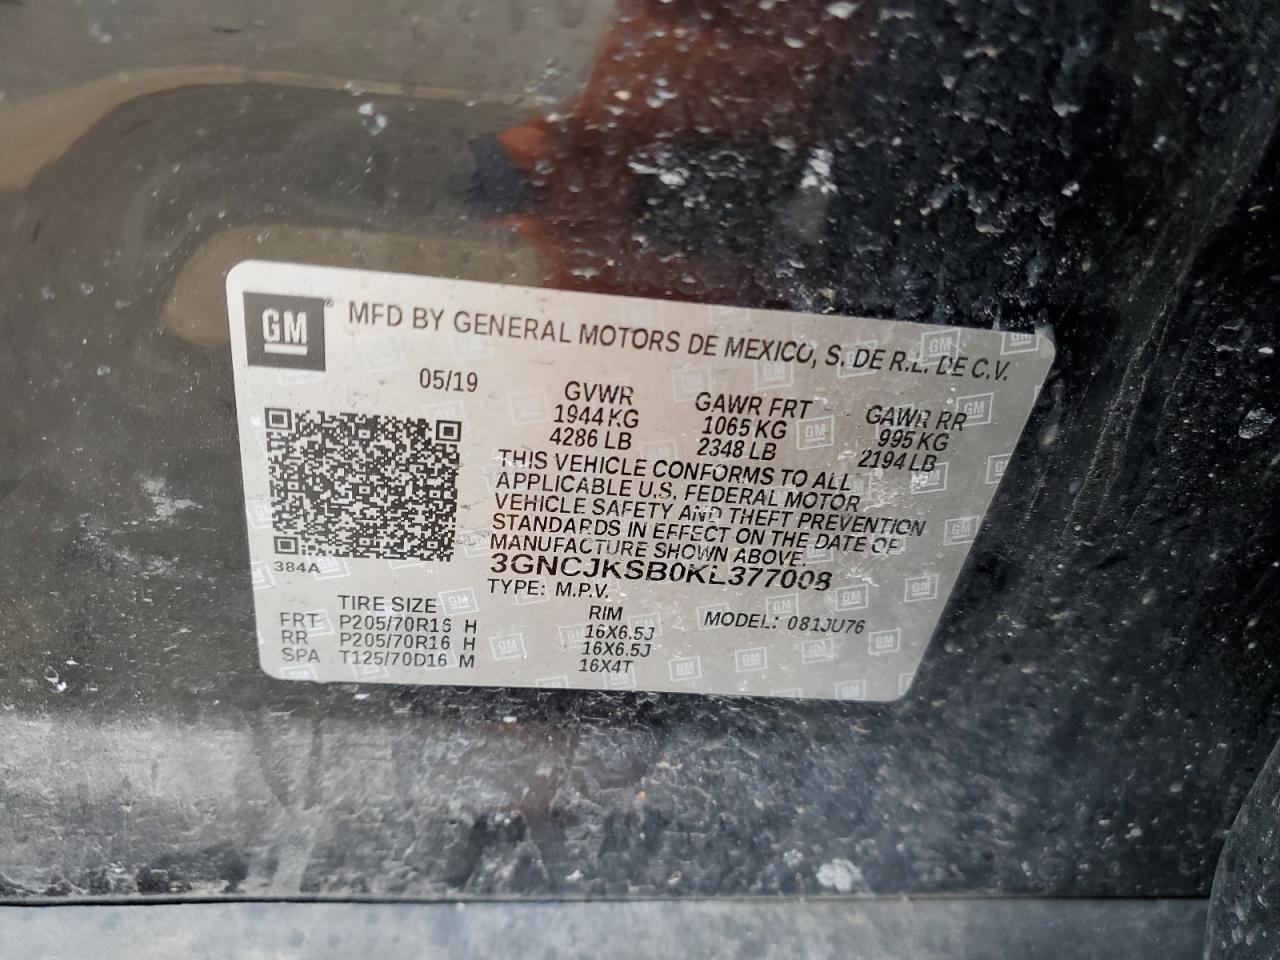 GM® MFD BY GENERAL MOTORS DE MEXICO, S. DE R.L. DE C.V.
05/19
GVWR GAWR FRT GAWR RR
1944 KG 1065 KG 995 KG
4286 LB 2348 LB 2194 LB
THIS VEHICLE CONFORMS TO ALL
APPLICABLE U.S. FEDERAL MOTOR
VEHICLE SAFETY AND THEFT PREVENTION
STANDARDS IN EFFECT ON THE DATE OF
MANUFACTURE SHOWN ABOVE.
384A
3GNCJKSB0KL377008
TYPE: M.P.V.
TIRE SIZE RIM MODEL: 081JU76
FRT P205/70R16 H 16X6.5J
RR P205/70R16 H 16X6.5J
SPA T125/70D16 M 16X4T